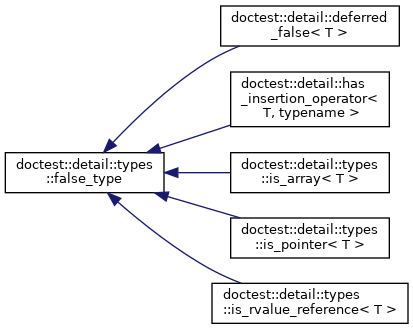 doctest::detail::deferred
_false< T >
doctest::detail::has
_insertion_operator<
T, typename >
doctest::detail::types
::false_type
doctest::detail::types
::is_array< T >
doctest::detail::types
::is_pointer< T >
doctest::detail::types
::is_rvalue_reference< T >